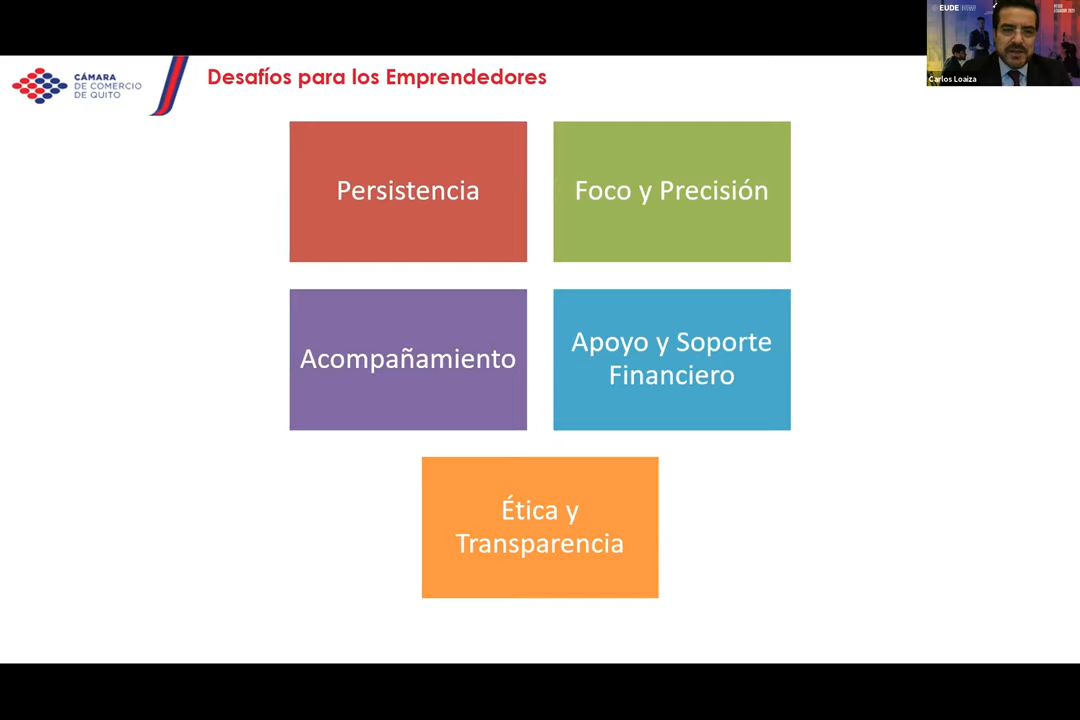 CÁMARA
DE COMERCIO
DE QUITO
Desafíos para los Emprendedores
EUDE
Carlos Loaiza
Persistencia
Foco y Precisión
Acompañamiento
Apoyo y Soporte
Financiero
Ética y
Transparencia